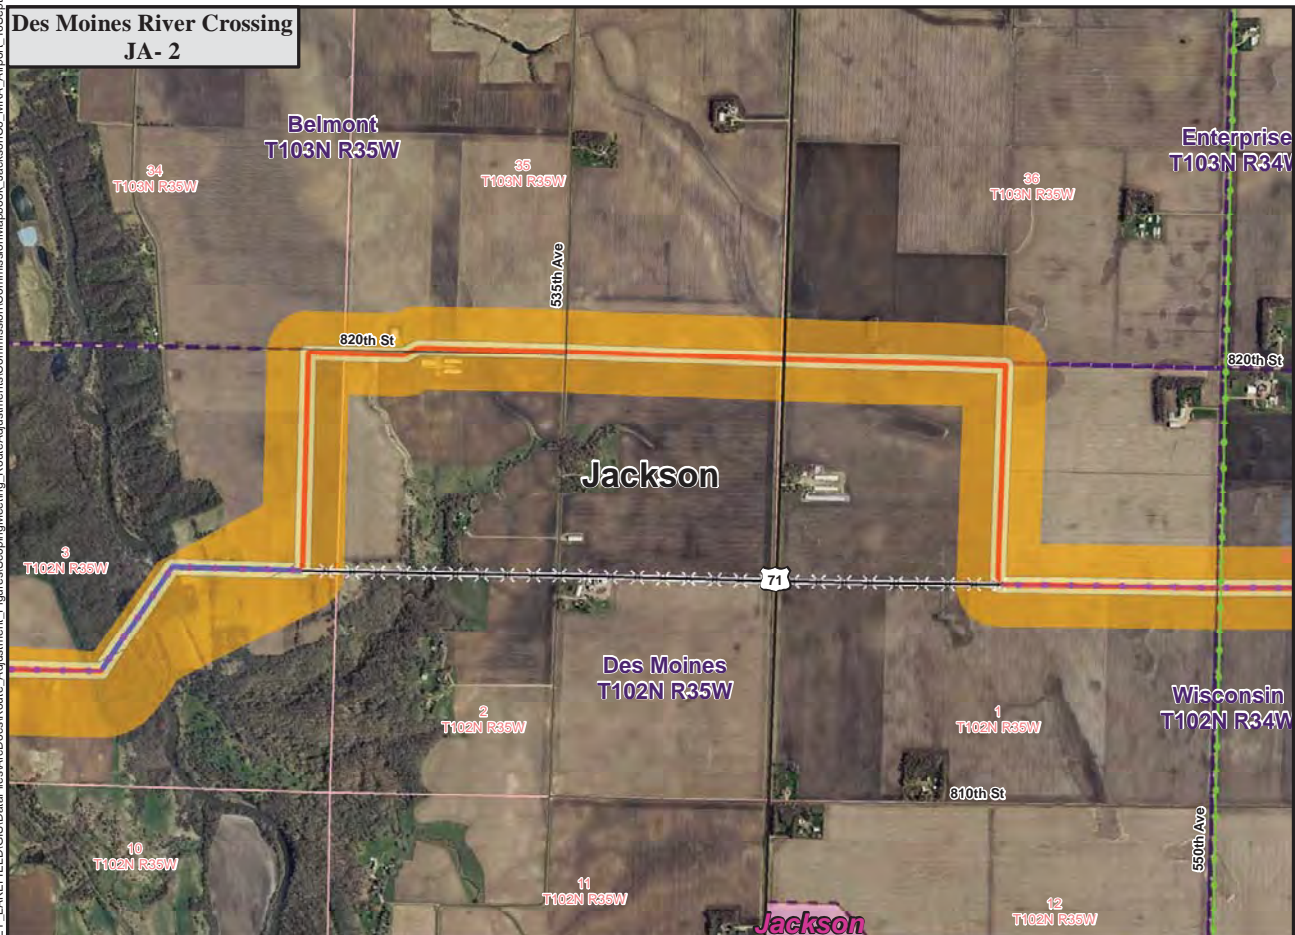 Des Moines River Crossing
JA- 2
Belmont
T103N R35W
Enterprise
T103N R34W
34
T103N R35W
35
T103N R35W
36
T103N R35W
535th Ave
820th St
820th St
Jackson
3
T102N R35W
71
Des Moines
T102N R35W
Wisconsin
T102N R34W
2
T102N R35W
1
T102N R35W
810th St
550th Ave
10
T102N R35W
11
T102N R35W
12
T102N R35W
Jackson